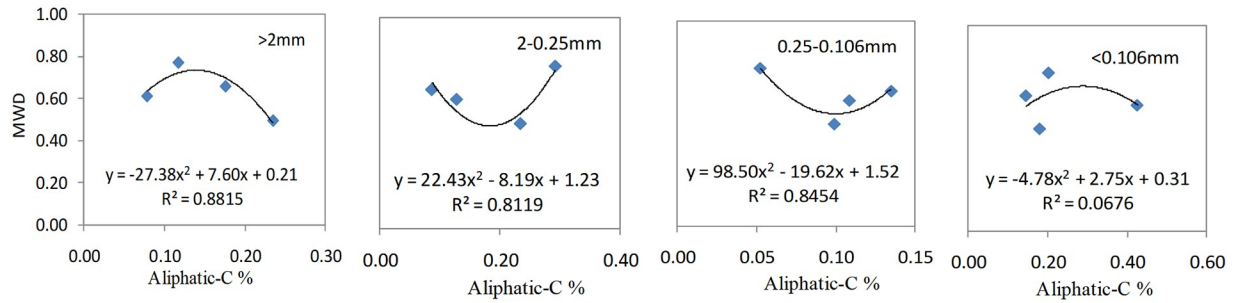 1.00
0.80
0.60
0.40
0.20
0.00
MWD
>2mm
y = -27.38x² + 7.60x + 0.21
R² = 0.8815
0.00 0.10 0.20 0.30
Aliphatic-C %
2-0.25mm
y = 22.43x² - 8.19x + 1.23
R² = 0.8119
0.00 0.20 0.40
Aliphatic-C %
0.25-0.106mm
y = 98.50x² - 19.62x + 1.52
R² = 0.8454
0.00 0.05 0.10 0.15
Aliphatic-C %
<0.106mm
y = -4.78x² + 2.75x + 0.31
R² = 0.0676
0.00 0.20 0.40 0.60
Aliphatic-C %